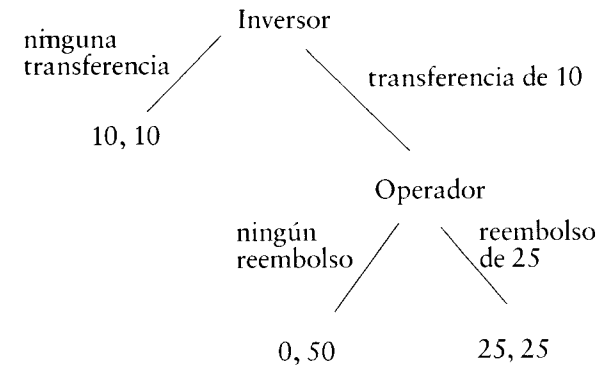 Inversor
ninguna
transferencia
transferencia de 10
10, 10
Operador
ningún
reembolso
reembolso
de 25
0, 50
25, 25